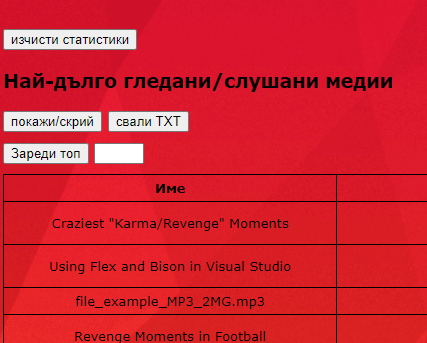 изчисти статистики
Най-дълго гледани/слушани медии
покажи/скрий свали TXT
Зареди топ
Име
Craziest "Karma/Revenge" Moments
Using Flex and Bison in Visual Studio
file_example_MP3_2MG.mp3
Revenge Moments in Football